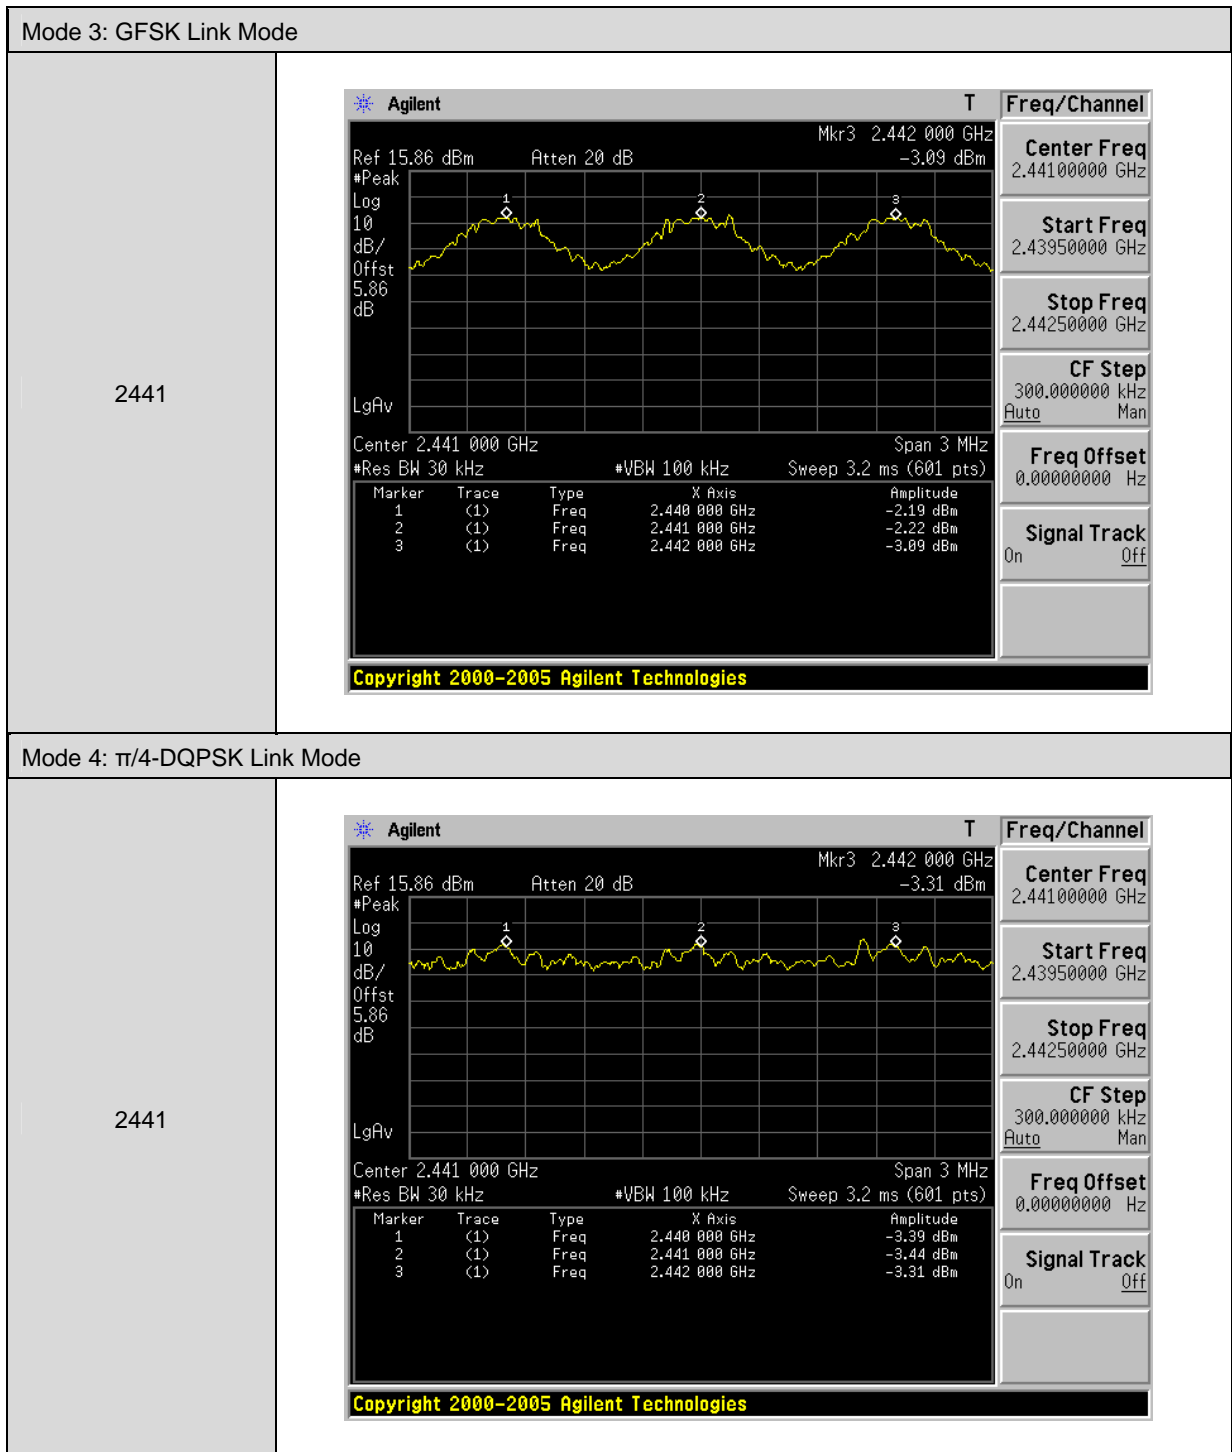 Mode 3: GFSK Link Mode
2441
Agilent T
Mkr3 2.442 000 GHz
Ref 15.86 dBm Atten 20 dB -3.09 dBm
#Peak
Log
10
dB/
Offst
5.86
dB
LgAv
1 2 3
Center 2.441 000 GHz Span 3 MHz
#Res BW 30 kHz #VBW 100 kHz Sweep 3.2 ms (601 pts)
Marker Trace Type X Axis Amplitude
1 (1) Freq 2.440 000 GHz -2.19 dBm
2 (1) Freq 2.441 000 GHz -2.22 dBm
3 (1) Freq 2.442 000 GHz -3.09 dBm
Copyright 2000-2005 Agilent Technologies
Freq/Channel
Center Freq
2.44100000 GHz
Start Freq
2.43950000 GHz
Stop Freq
2.44250000 GHz
CF Step
300.000000 kHz
Auto Man
Freq Offset
0.00000000 Hz
Signal Track
On Off
Mode 4: π/4-DQPSK Link Mode
2441
Agilent T
Mkr3 2.442 000 GHz
Ref 15.86 dBm Atten 20 dB -3.31 dBm
#Peak
Log
10
dB/
Offst
5.86
dB
LgAv
1 2 3
Center 2.441 000 GHz Span 3 MHz
#Res BW 30 kHz #VBW 100 kHz Sweep 3.2 ms (601 pts)
Marker Trace Type X Axis Amplitude
1 (1) Freq 2.440 000 GHz -3.39 dBm
2 (1) Freq 2.441 000 GHz -3.44 dBm
3 (1) Freq 2.442 000 GHz -3.31 dBm
Copyright 2000-2005 Agilent Technologies
Freq/Channel
Center Freq
2.44100000 GHz
Start Freq
2.43950000 GHz
Stop Freq
2.44250000 GHz
CF Step
300.000000 kHz
Auto Man
Freq Offset
0.00000000 Hz
Signal Track
On Off